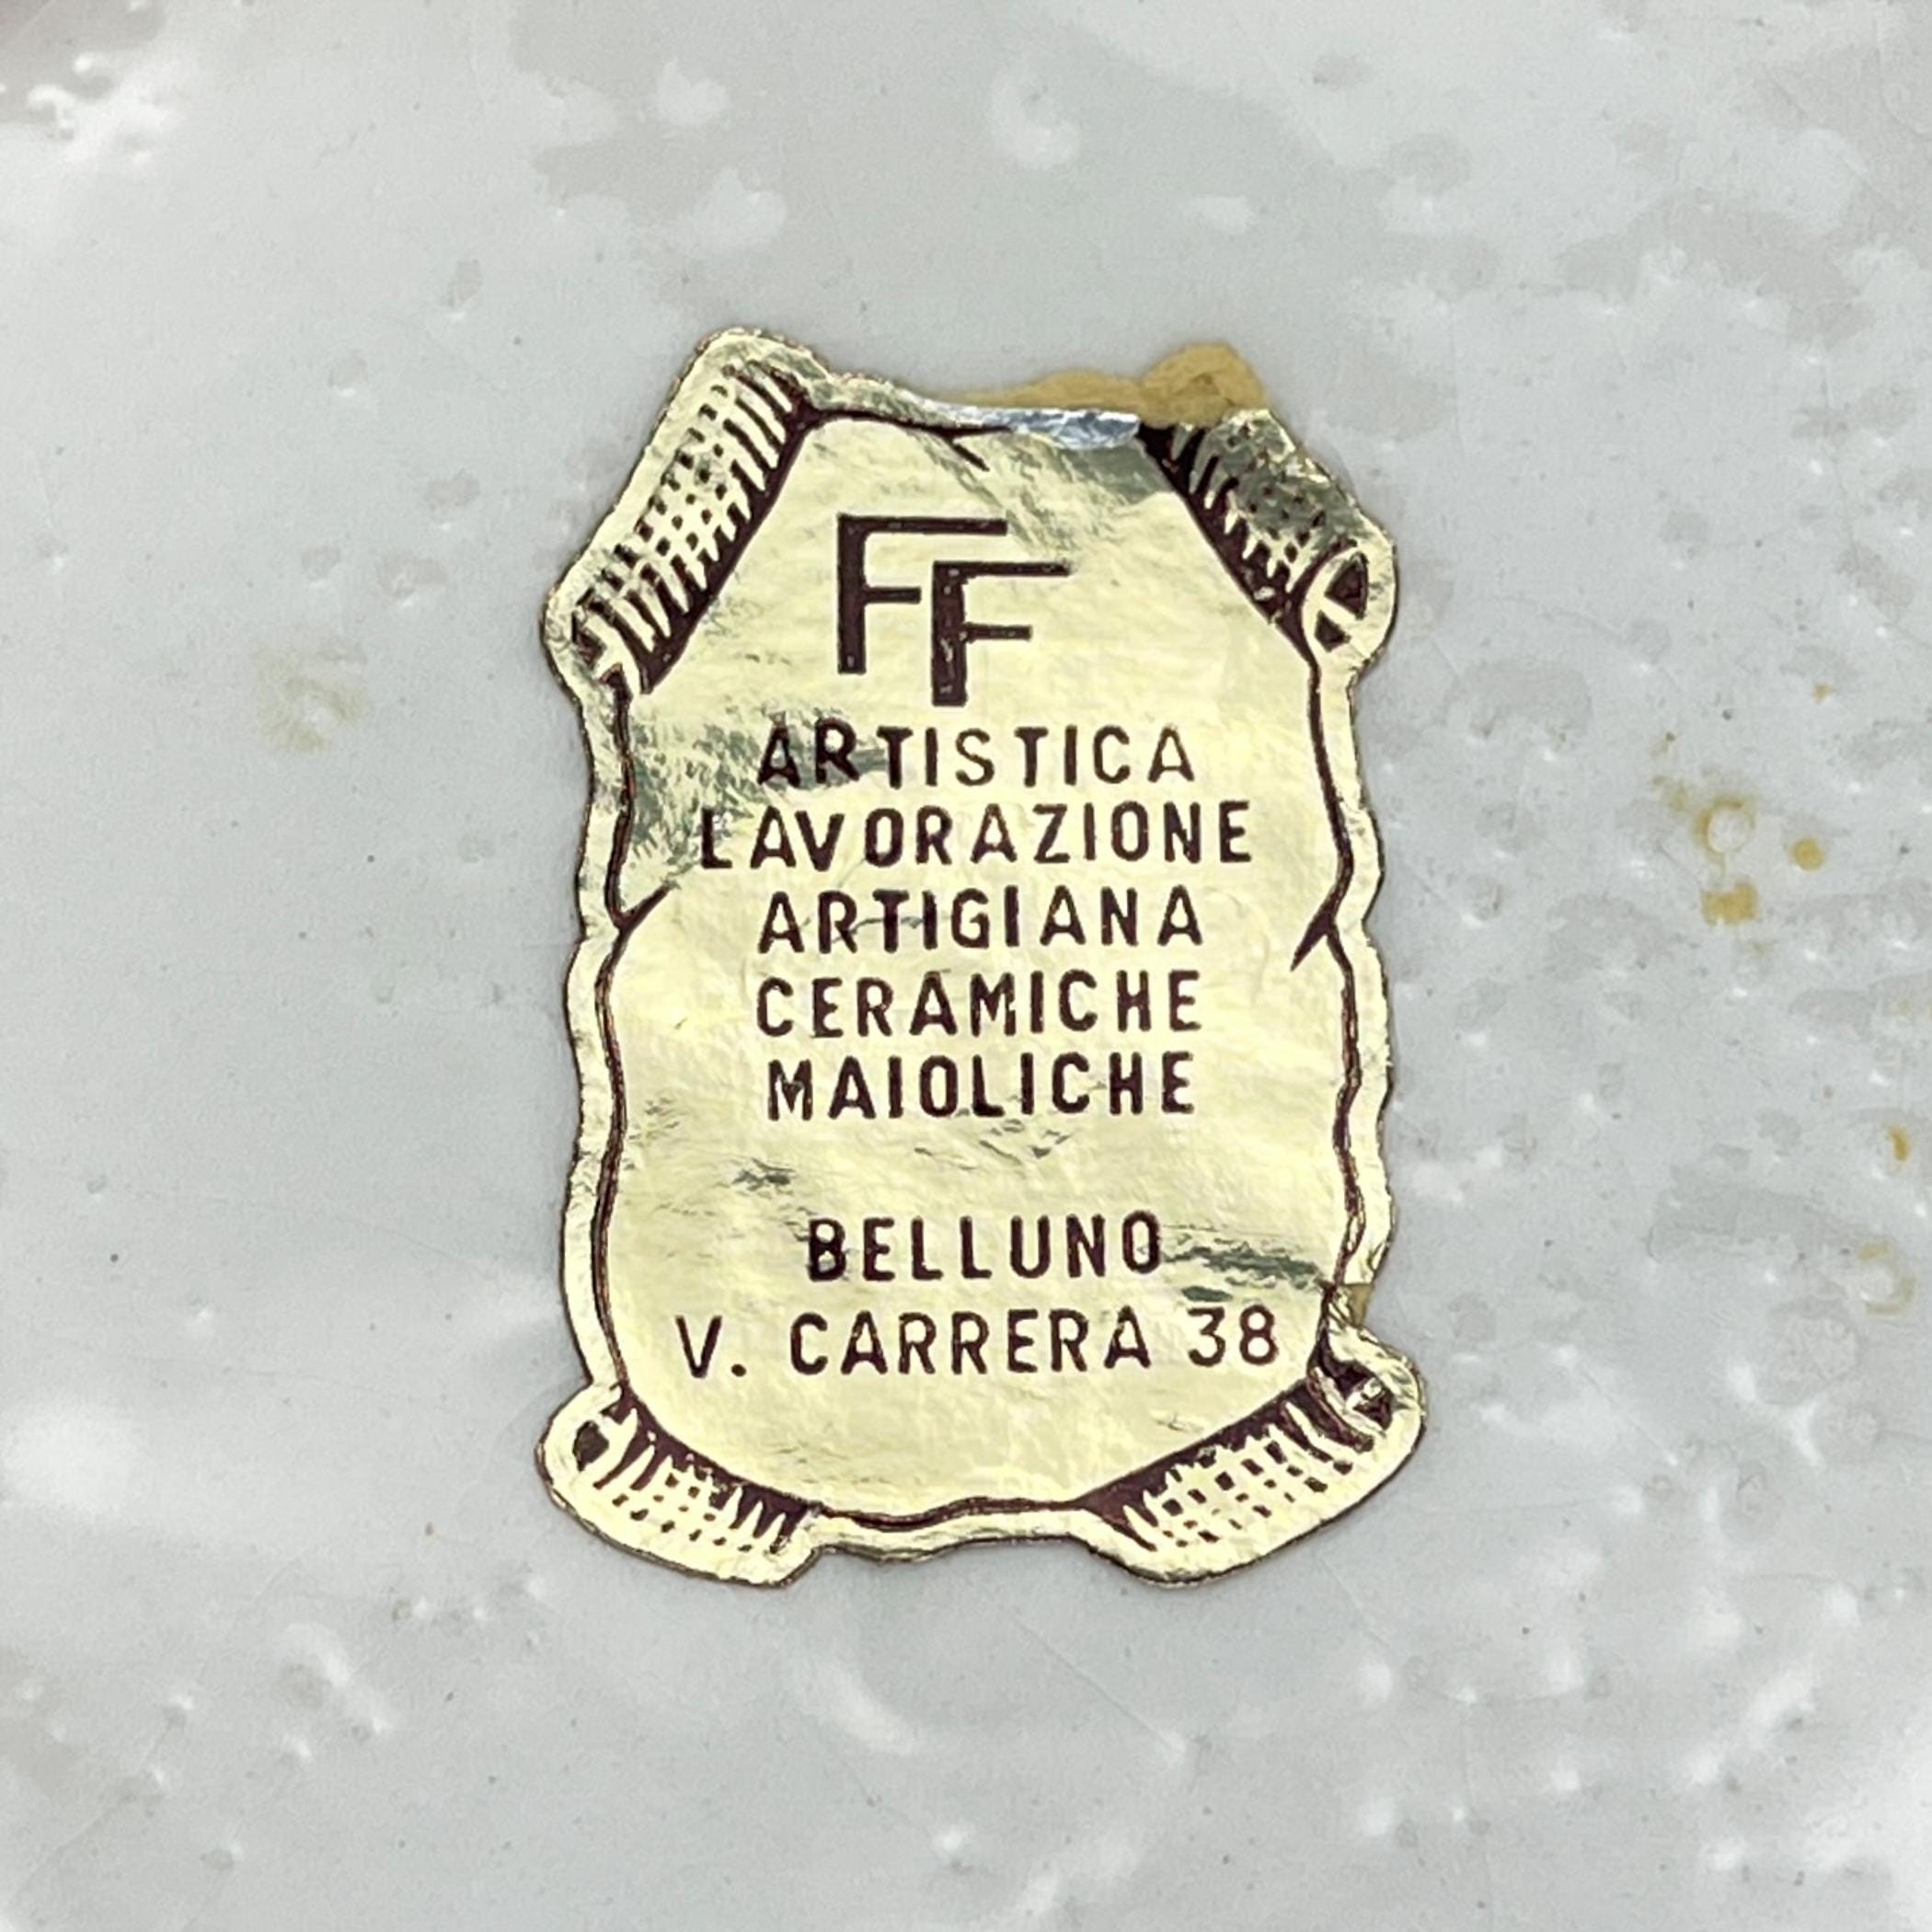 FF
ARTISTICA
LAVORAZIONE
ARTIGIANA
CERAMICHE
MAIOLICHE
BELLUNO
V. CARRERA 38